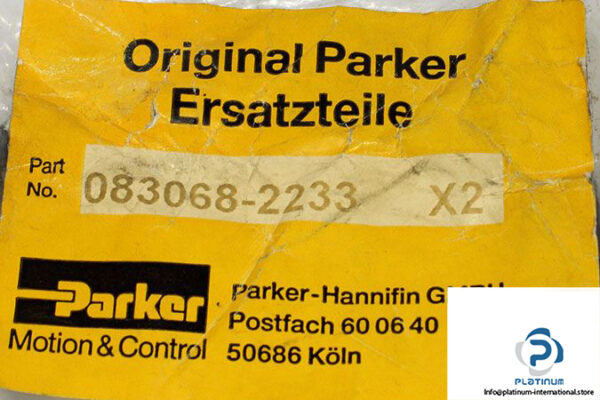 Original Parker
Ersatzteile
Part
No.
083068-2233 X2
Parker
Motion & Control
Parker-Hannifin GMBH
Postfach 60 06 40
50686 Köln
PLATINUM
Info@platinum-international.store